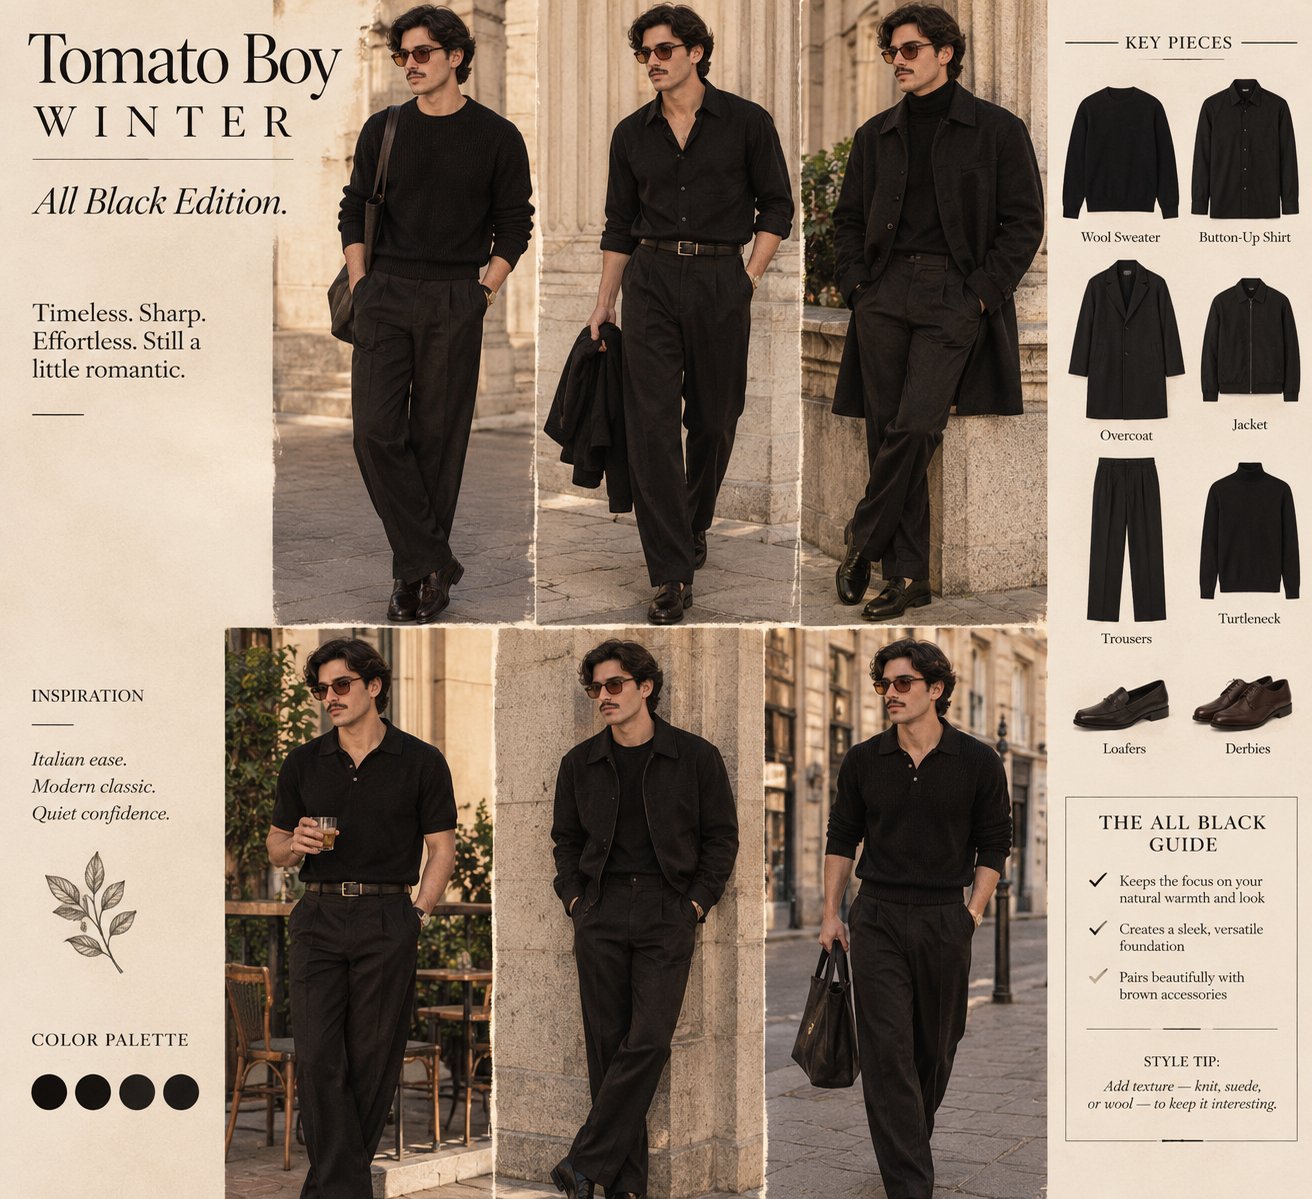 Tomato Boy
WINTER
All Black Edition.
Timeless. Sharp.
Effortless. Still a
little romantic.
INSPIRATION
Italian ease.
Modern classic.
Quiet confidence.
COLOR PALETTE
KEY PIECES
Wool Sweater
Button-Up Shirt
Overcoat
Jacket
Trousers
Turtleneck
Loafers
Derbies
THE ALL BLACK
GUIDE
Keeps the focus on your
natural warmth and look
Creates a sleek, versatile
foundation
Pairs beautifully with
brown accessories
STYLE TIP:
Add texture — knit, suede,
or wool — to keep it interesting.